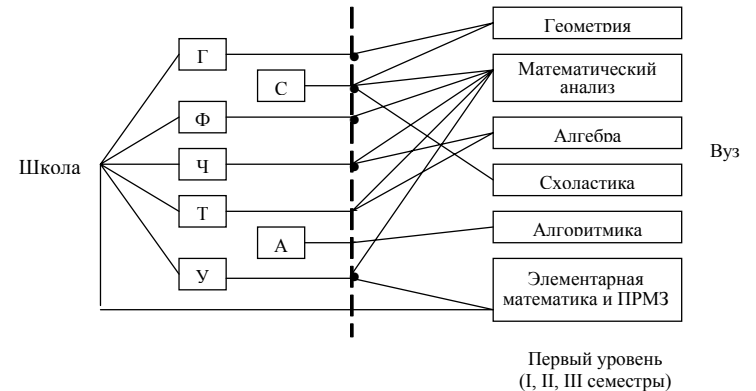 Геометрия
Г
Математический
анализ
С
Ф
Алгебра
Вуз
Ч
Школа
Схоластика
Т
Алгоритмика
А
У
Элементарная
математика и ПРМЗ
Первый уровень
(I, II, III семестры)